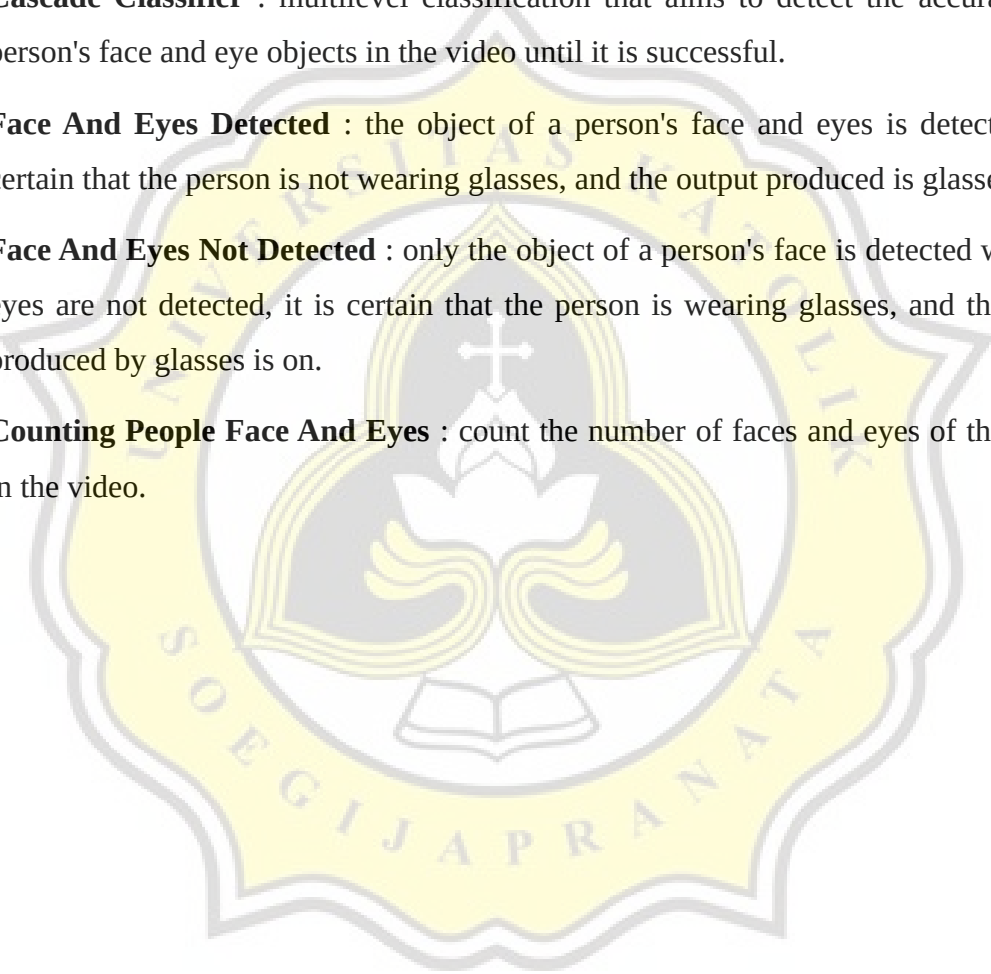 Cascade Classifier : multilevel classification that aims to detect the
person's face and eye objects in the video until it is successful.
Face And Eyes Detected : the object of a person's face and eyes is
certain that the person is not wearing glasses, and the output produced is
Face And Eyes Not Detected : only the object of a person's face is detected
eyes are not detected, it is certain that the person is wearing glasses, and
produced by glasses is on.
Counting People Face And Eyes : count the number of faces and eyes of
in the video.
UNIVERSITAS KATOLIK
SOEGIJAPRANATA